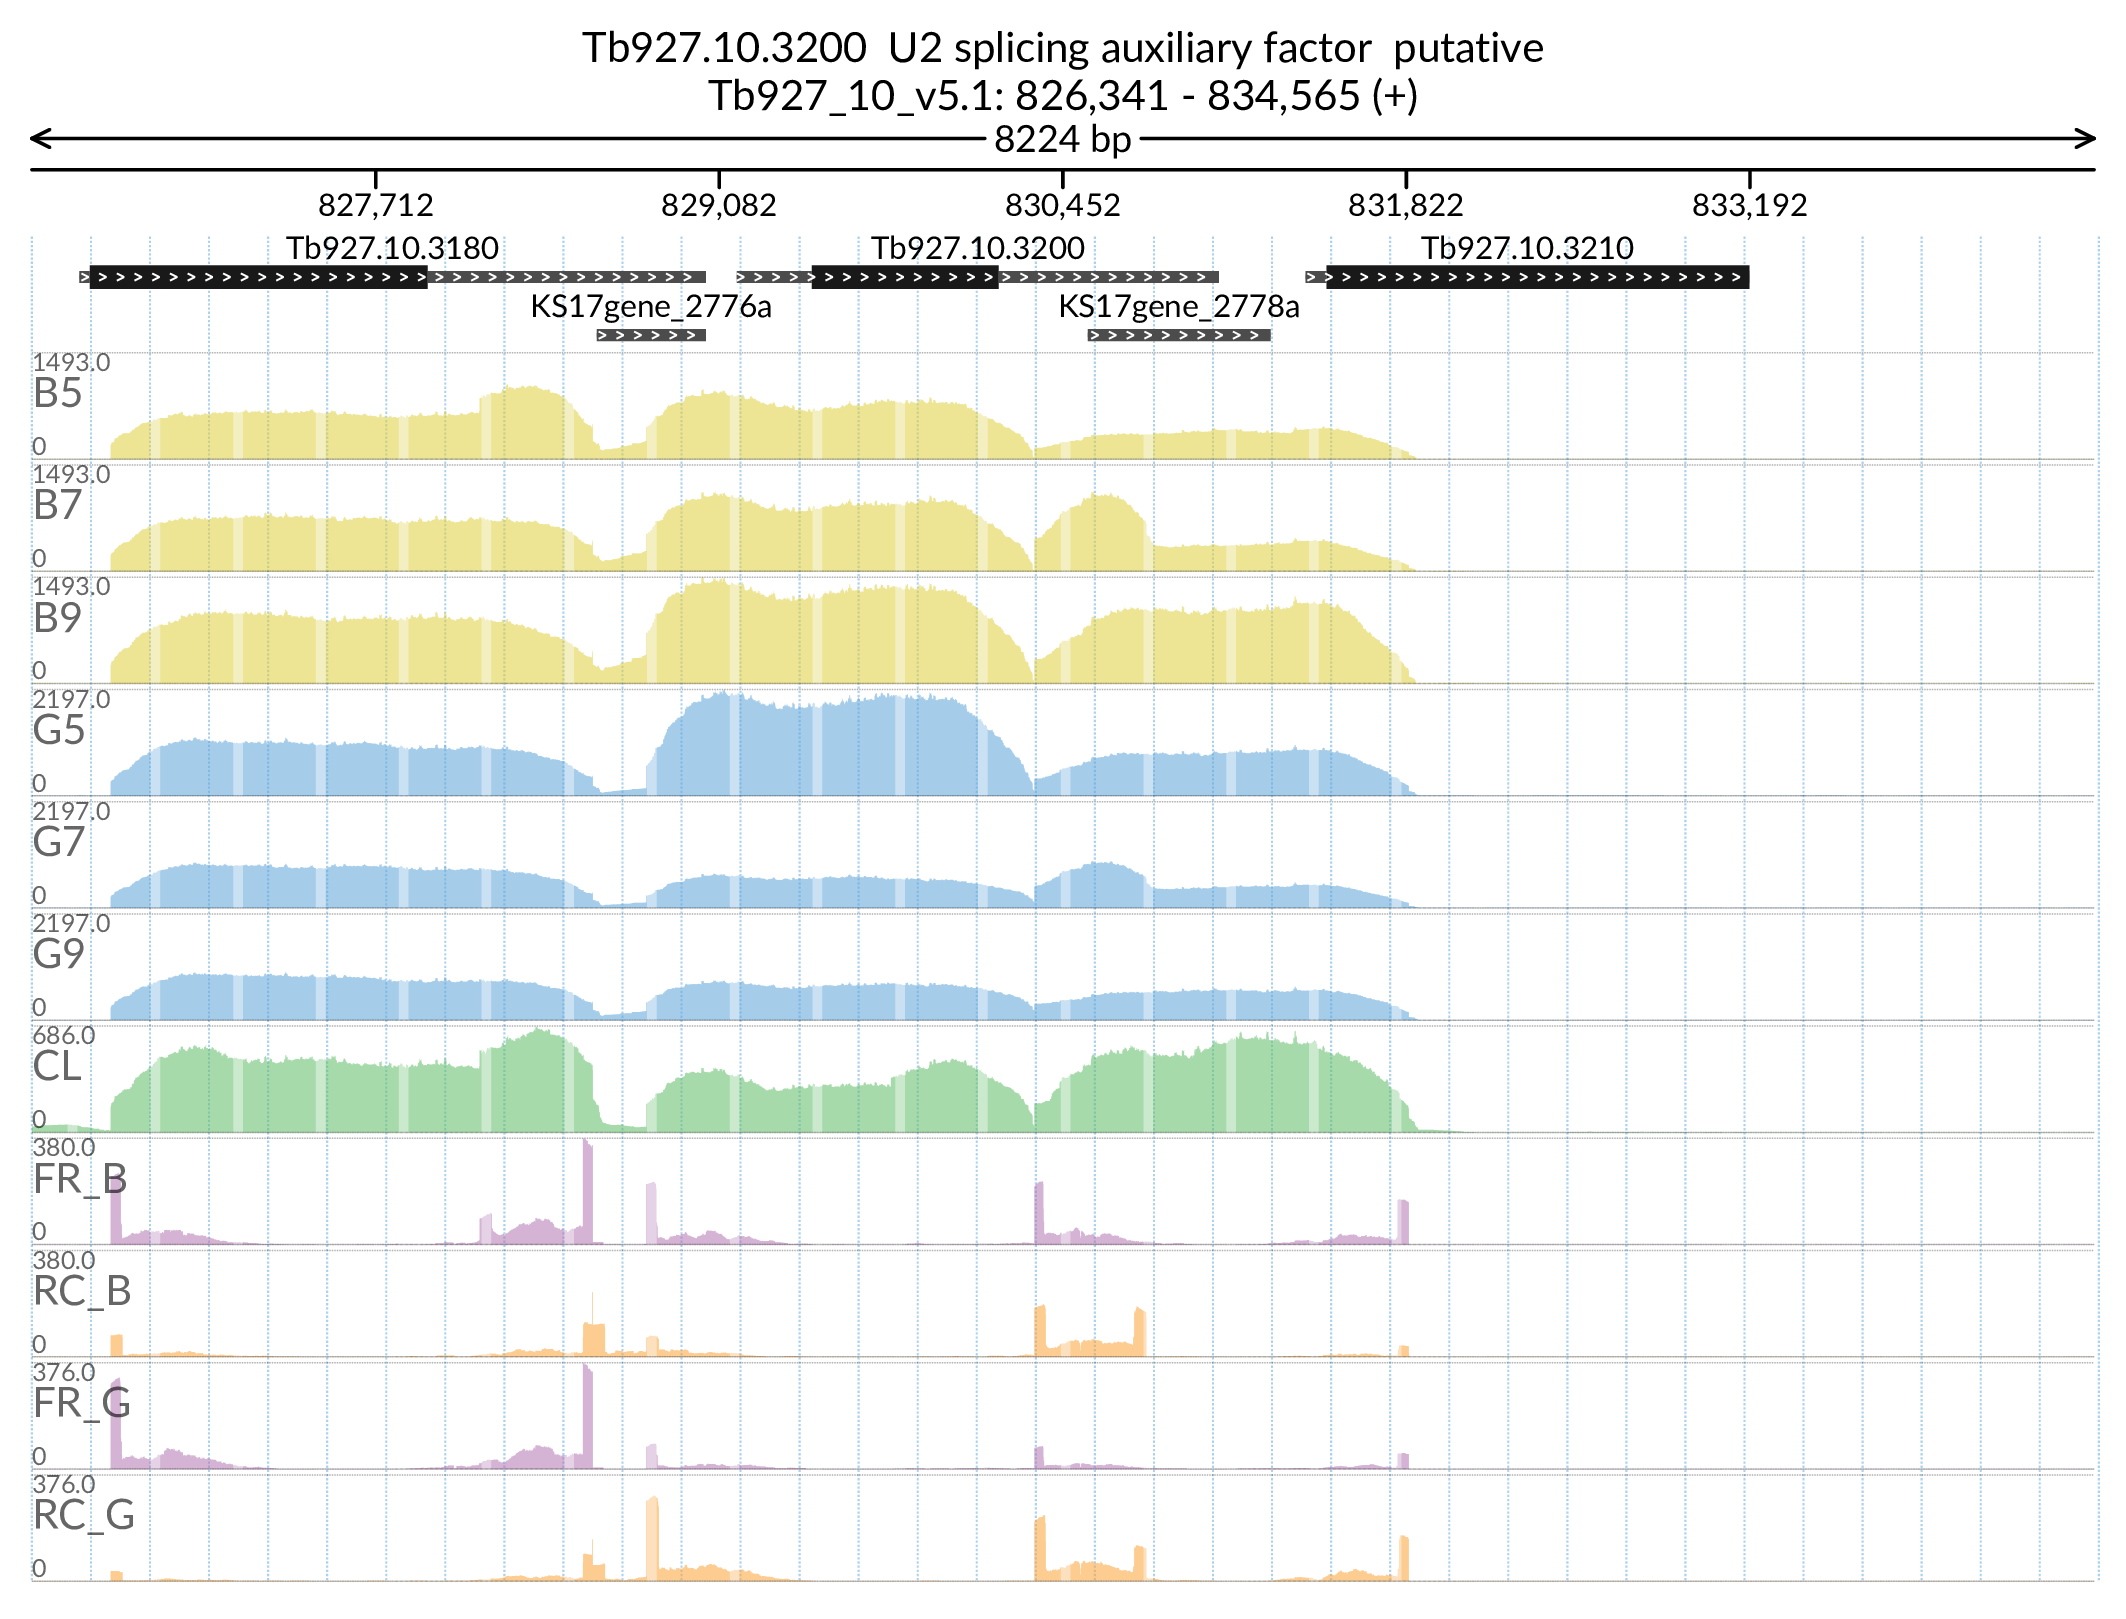 Tb927.10.3200  U2 splicing auxiliary factor  putative
Tb927_10_v5.1: 826,341 - 834,565 (+)
8224 bp
827,712 829,082 830,452 831,822 833,192
Tb927.10.3180 Tb927.10.3200 Tb927.10.3210
KS17gene_2776a KS17gene_2778a
1493.0
B5
0
1493.0
B7
0
1493.0
B9
0
2197.0
G5
0
2197.0
G7
0
2197.0
G9
0
686.0
CL
0
380.0
FR_B
0
380.0
RC_B
0
376.0
FR_G
0
376.0
RC_G
0